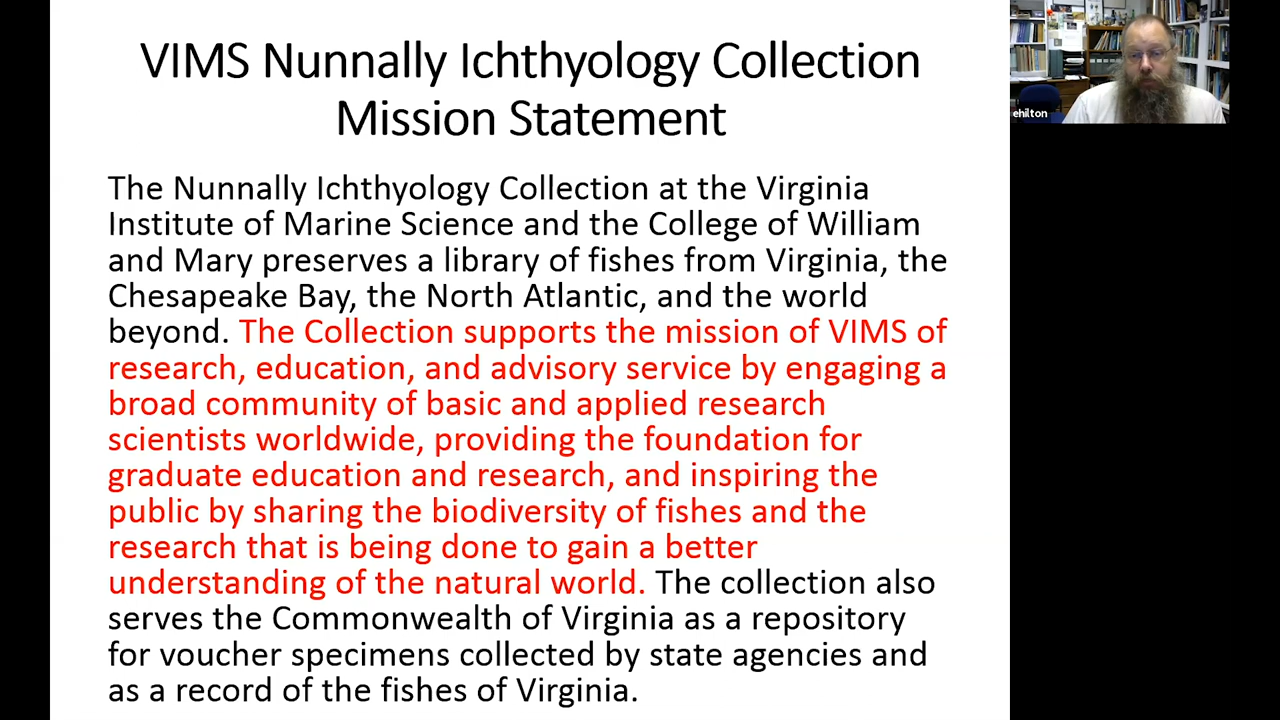 VIMS Nunnally Ichthyology Collection
Mission Statement
The Nunnally Ichthyology Collection at the Virginia
Institute of Marine Science and the College of William
and Mary preserves a library of fishes from Virginia, the
Chesapeake Bay, the North Atlantic, and the world
beyond. The Collection supports the mission of VIMS of
research, education, and advisory service by engaging a
broad community of basic and applied research
scientists worldwide, providing the foundation for
graduate education and research, and inspiring the
public by sharing the biodiversity of fishes and the
research that is being done to gain a better
understanding of the natural world. The collection also
serves the Commonwealth of Virginia as a repository
for voucher specimens collected by state agencies and
as a record of the fishes of Virginia.
ehilton